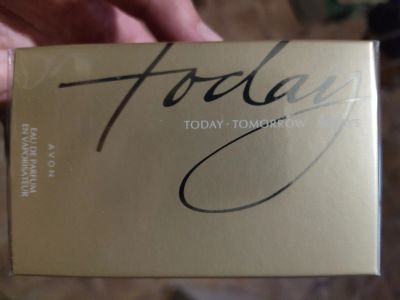 today
TODAY · TOMORROW ·
AVON
EAU DE PARFUM
EN VAPORISATEUR